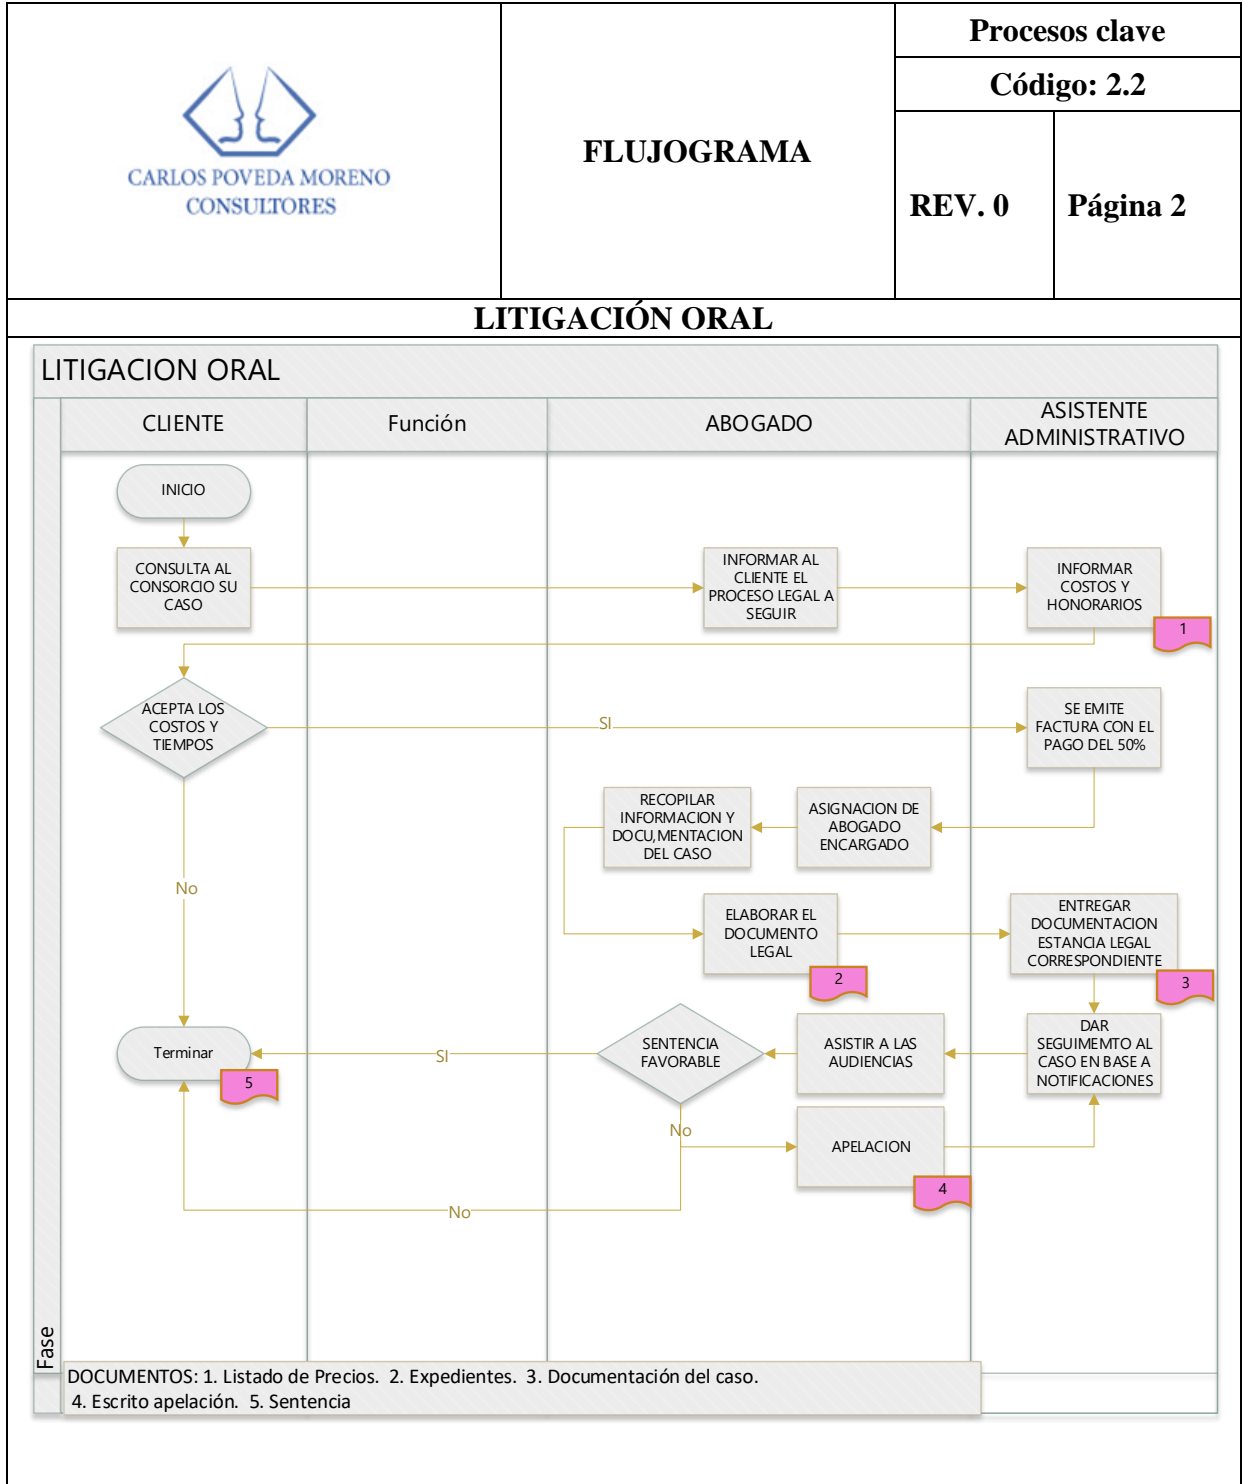 CARLOS POVEDA MORENO
CONSULTORES
FLUJOGRAMA
Procesos clave
Código: 2.2
REV. 0
Página 2
LITIGACIÓN ORAL
LITIGACION ORAL
CLIENTE
Función
ABOGADO
ASISTENTE
ADMINISTRATIVO
INICIO
CONSULTA AL
CONSORCIO SU
CASO
INFORMAR AL
CLIENTE EL
PROCESO LEGAL A
SEGUIR
INFORMAR
COSTOS Y
HONORARIOS
1
ACEPTA LOS
COSTOS Y
TIEMPOS
SI
SE EMITE
FACTURA CON EL
PAGO DEL 50%
RECOPILAR
INFORMACION Y
DOCU,MENTACION
DEL CASO
ASIGNACION DE
ABOGADO
ENCARGADO
No
ELABORAR EL
DOCUMENTO
LEGAL
2
ENTREGAR
DOCUMENTACION
ESTANCIA LEGAL
CORRESPONDIENTE
3
Terminar
5
SI
SENTENCIA
FAVORABLE
ASISTIR A LAS
AUDIENCIAS
DAR
SEGUIMEMTO AL
CASO EN BASE A
NOTIFICACIONES
No
APELACION
4
No
Fase
DOCUMENTOS: 1. Listado de Precios. 2. Expedientes. 3. Documentación del caso.
4. Escrito apelación. 5. Sentencia